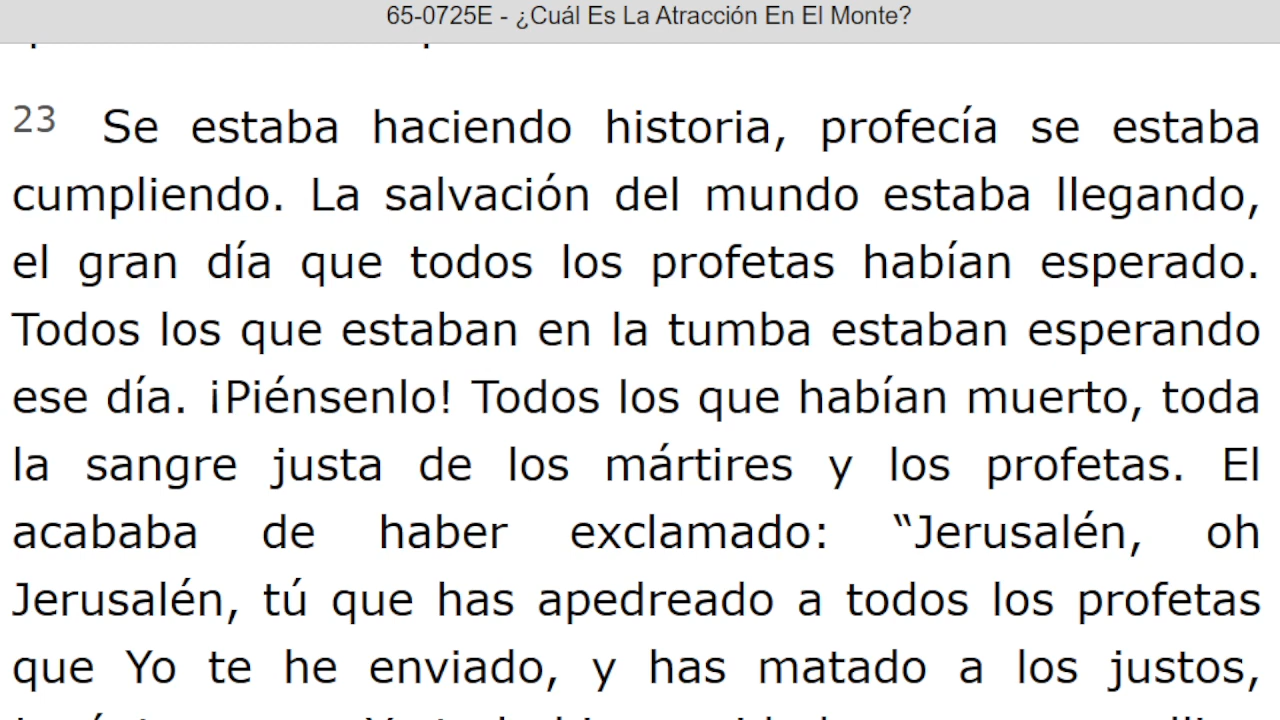 65-0725E - ¿Cuál Es La Atracción En El Monte?
23 Se estaba haciendo historia, profecía se estaba
cumpliendo. La salvación del mundo estaba llegando,
el gran día que todos los profetas habían esperado.
Todos los que estaban en la tumba estaban esperando
ese día. ¡Piénsenlo! Todos los que habían muerto, toda
la sangre justa de los mártires y los profetas. El
acababa de haber exclamado: “Jerusalén, oh
Jerusalén, tú que has apedreado a todos los profetas
que Yo te he enviado, y has matado a los justos,